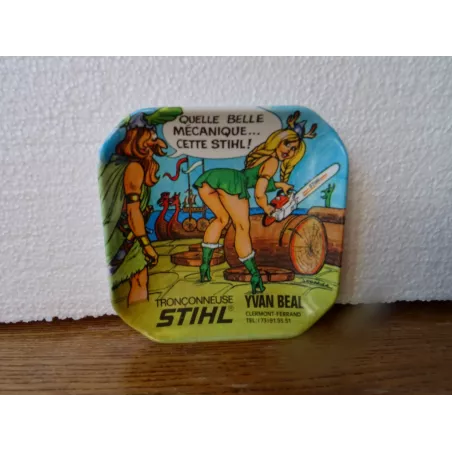 QUELLE BELLE
MÉCANIQUE...
CETTE STIHL!
TRONÇONNEUSE
STIHL®
YVAN BEAL
CLERMONT-FERRAND